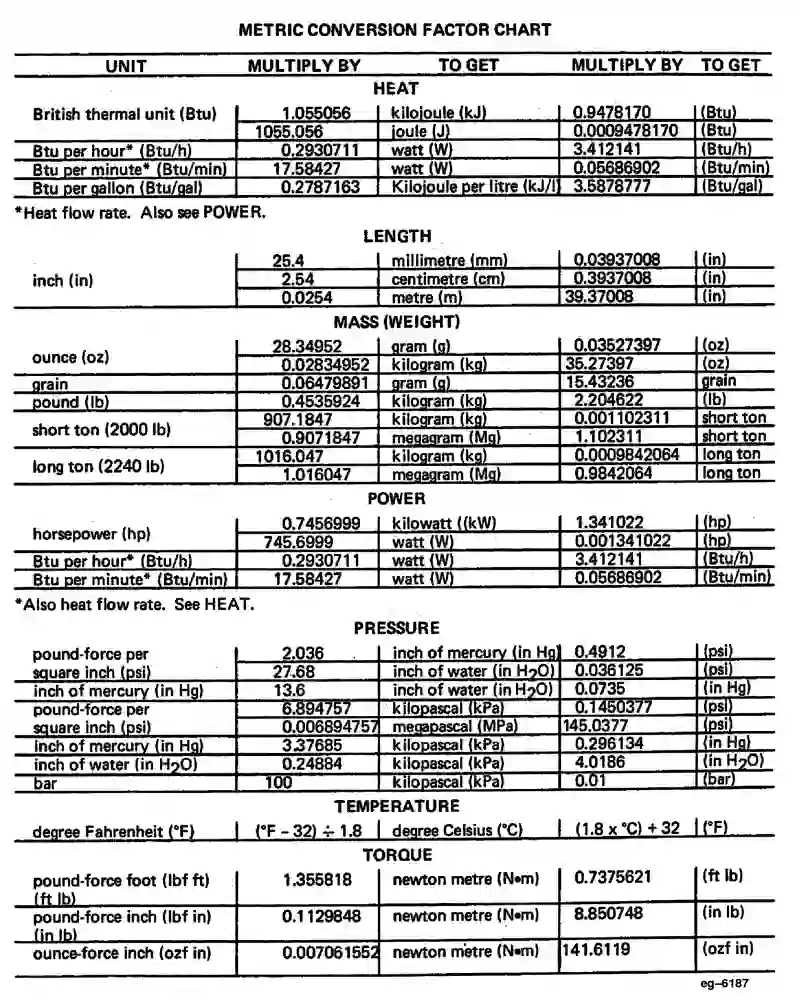 METRIC CONVERSION FACTOR CHART
UNIT MULTIPLY BY TO GET MULTIPLY BY TO GET
HEAT
British thermal unit (Btu) 1.055056 kilojoule (kJ) 0.9478170 (Btu)
1055.056 joule (J) 0.0009478170 (Btu)
Btu per hour* (Btu/h) 0.2930711 watt (W) 3.412141 (Btu/h)
Btu per minute* (Btu/min) 17.58427 watt (W) 0.05686902 (Btu/min)
Btu per gallon (Btu/gal) 0.2787163 Kilojoule per litre (kJ/l) 3.5878777 (Btu/gal)
*Heat flow rate. Also see POWER.
LENGTH
25.4 millimetre (mm) 0.03937008 (in)
inch (in) 2.54 centimetre (cm) 0.3937008 (in)
0.0254 metre (m) 39.37008 (in)
MASS (WEIGHT)
ounce (oz) 28.34952 gram (g) 0.03527397 (oz)
0.02834952 kilogram (kg) 35.27397 (oz)
grain 0.06479891 gram (g) 15.43236 grain
pound (lb) 0.4535924 kilogram (kg) 2.204622 (lb)
short ton (2000 lb) 907.1847 kilogram (kg) 0.001102311 short ton
0.9071847 megagram (Mg) 1.102311 short ton
long ton (2240 lb) 1016.047 kilogram (kg) 0.0009842064 long ton
1.016047 megagram (Mg) 0.9842064 long ton
POWER
horsepower (hp) 0.7456999 kilowatt ((kW) 1.341022 (hp)
745.6999 watt (W) 0.001341022 (hp)
Btu per hour* (Btu/h) 0.2930711 watt (W) 3.412141 (Btu/h)
Btu per minute* (Btu/min) 17.58427 watt (W) 0.05686902 (Btu/min)
*Also heat flow rate. See HEAT.
PRESSURE
pound-force per 2.036 inch of mercury (in Hg) 0.4912 (psi)
square inch (psi) 27.68 inch of water (in H2O) 0.036125 (psi)
inch of mercury (in Hg) 13.6 inch of water (in H2O) 0.0735 (in Hg)
pound-force per 6.894757 kilopascal (kPa) 0.1450377 (psi)
square inch (psi) 0.006894757 megapascal (MPa) 145.0377 (psi)
inch of mercury (in Hg) 3.37685 kilopascal (kPa) 0.296134 (in Hg)
inch of water (in H2O) 0.24884 kilopascal (kPa) 4.0186 (in H2O)
bar 100 kilopascal (kPa) 0.01 (bar)
TEMPERATURE
degree Fahrenheit (°F) (°F – 32) ÷ 1.8 degree Celsius (°C) (1.8 x °C) + 32 (°F)
TORQUE
pound-force foot (lbf ft) 1.355818 newton metre (N•m) 0.7375621 (ft lb)
(ft lb)
pound-force inch (lbf in) 0.1129848 newton metre (N•m) 8.850748 (in lb)
(in lb)
ounce-force inch (ozf in) 0.007061552 newton metre (N•m) 141.6119 (ozf in)
eg–6187